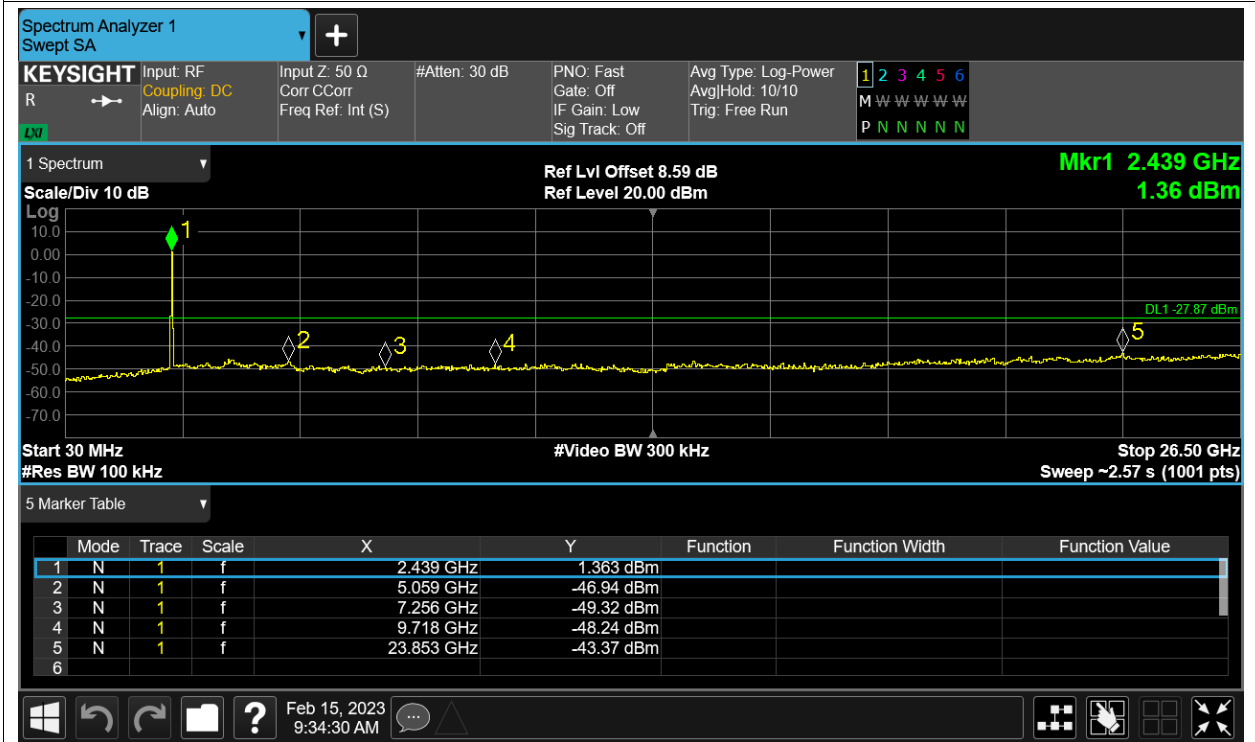 Spectrum Analyzer 1
Swept SA
+
KEYSIGHT Input: RF Input Z: 50 Ω #Atten: 30 dB PNO: Fast Avg Type: Log-Power 1 2 3 4 5 6
R Coupling: DC Corr CCorr Gate: Off Avg|Hold: 10/10 M W W W W W
Align: Auto Freq Ref: Int (S) IF Gain: Low Trig: Free Run
LXI Sig Track: Off P N N N N N
1 Spectrum Ref Lvl Offset 8.59 dB Mkr1 2.439 GHz
Scale/Div 10 dB Ref Level 20.00 dBm 1.36 dBm
Log
10.0 1
0.00
-10.0
-20.0
DL1 -27.87 dBm
-30.0
-40.0 2 3 4 5
-50.0
-60.0
-70.0
Start 30 MHz #Video BW 300 kHz Stop 26.50 GHz
#Res BW 100 kHz Sweep ~2.57 s (1001 pts)
5 Marker Table
Mode Trace Scale X Y Function Function Width Function Value
1 N 1 f 2.439 GHz 1.363 dBm
2 N 1 f 5.059 GHz -46.94 dBm
3 N 1 f 7.256 GHz -49.32 dBm
4 N 1 f 9.718 GHz -48.24 dBm
5 N 1 f 23.853 GHz -43.37 dBm
6
? Feb 15, 2023
9:34:30 AM